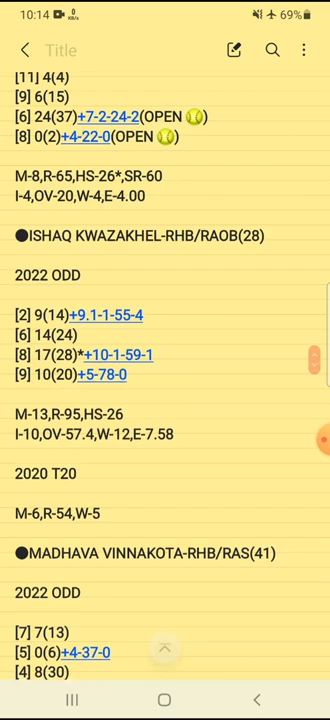 10:14 0 KB/s 69%
Title
[11] 4(4)
[9] 6(15)
[6] 24(37)+7-2-24-2(OPEN 🎾)
[8] 0(2)+4-22-0(OPEN 🎾)
M-8,R-65,HS-26*,SR-60
I-4,OV-20,W-4,E-4.00
●ISHAQ KWAZAKHEL-RHB/RAOB(28)
2022 ODD
[2] 9(14)+9.1-1-55-4
[6] 14(24)
[8] 17(28)*+10-1-59-1
[9] 10(20)+5-78-0
M-13,R-95,HS-26
I-10,OV-57.4,W-12,E-7.58
2020 T20
M-6,R-54,W-5
●MADHAVA VINNAKOTA-RHB/RAS(41)
2022 ODD
[7] 7(13)
[5] 0(6)+4-37-0
[4] 8(30)